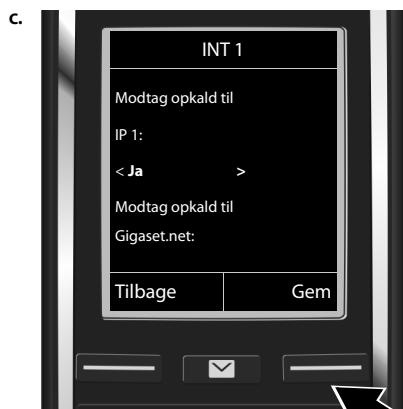 c.
INT 1
Modtag opkald til
IP 1:
< Ja >
Modtag opkald til
Gigaset.net:
Tilbage Gem